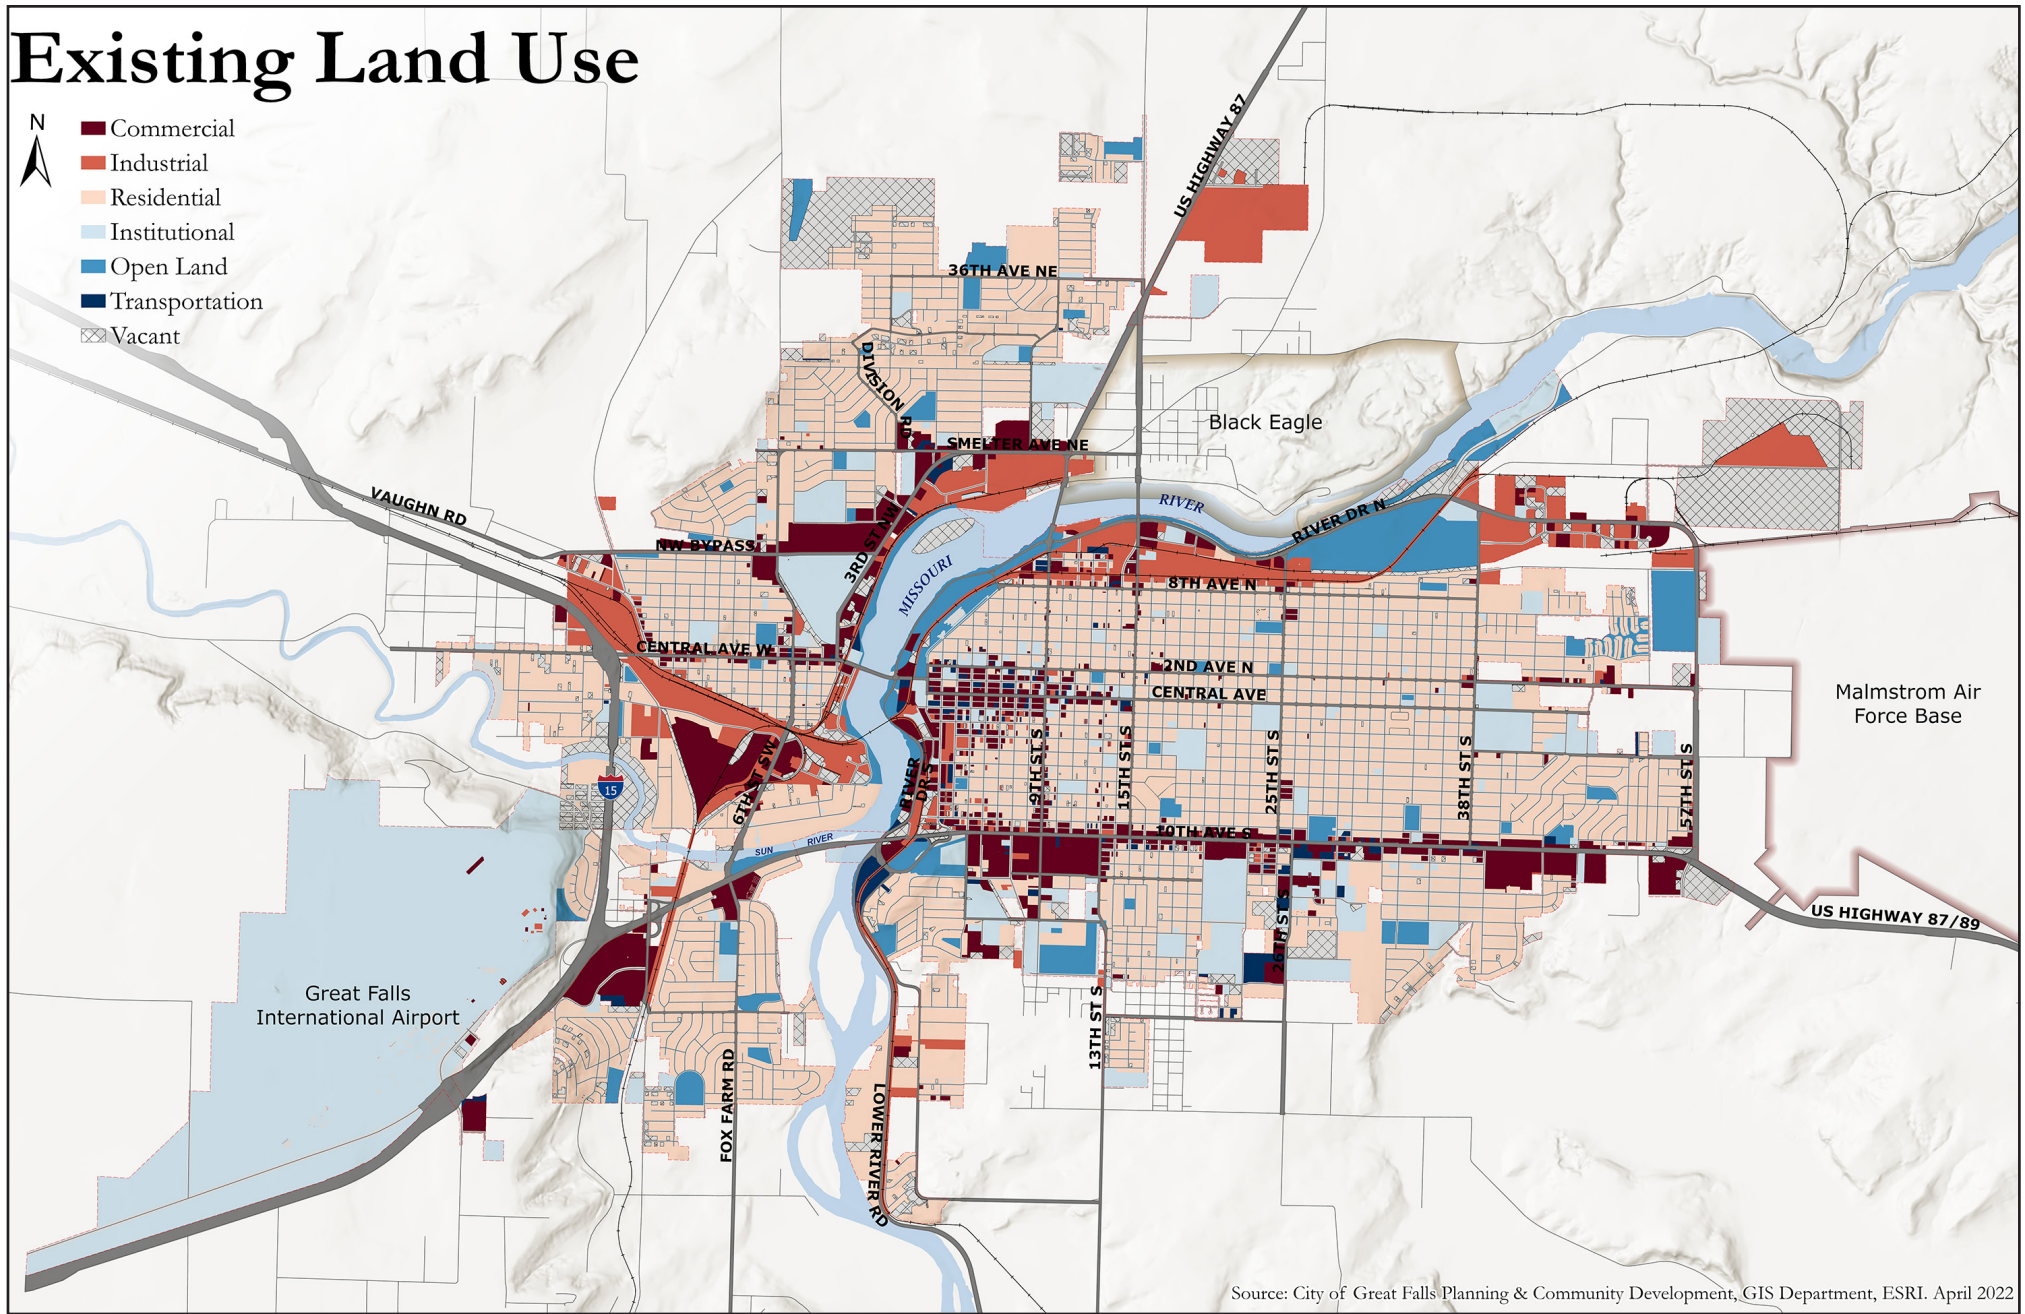 Existing Land Use
N
Commercial
Industrial
Residential
Institutional
Open Land
Transportation
Vacant
US HIGHWAY 87
36TH AVE NE
DIVISION RD
SMELTER AVE NE
Black Eagle
VAUGHN RD
NW BYPASS
3RD ST NW
MISSOURI
RIVER
RIVER DR N
8TH AVE N
CENTRAL AVE W
2ND AVE N
CENTRAL AVE
Malmstrom Air
Force Base
15
6TH ST SW
RIVER
DR S
9TH ST S
15TH ST S
25TH ST S
38TH ST S
57TH ST S
SUN
RIVER
10TH AVE S
US HIGHWAY 87/89
26TH ST S
Great Falls
International Airport
13TH ST S
FOX FARM RD
LOWER RIVER RD
Source: City of Great Falls Planning & Community Development, GIS Department, ESRI. April 2022